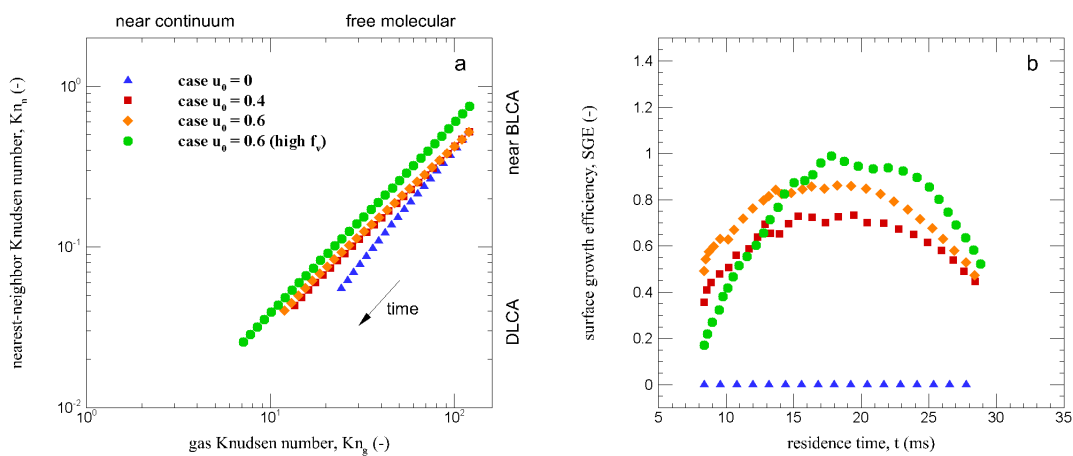 near continuum
free molecular
a
case u0 = 0
case u0 = 0.4
case u0 = 0.6
case u0 = 0.6 (high fv)
time
near BLCA
DLCA
10^0
10^-1
10^-2
nearest-neighbor Knudsen number, Knn (-)
10^0
10^1
10^2
gas Knudsen number, Kng (-)
b
1.4
1.2
1
0.8
0.6
0.4
0.2
0
surface growth efficiency, SGE (-)
5
10
15
20
25
30
35
residence time, t (ms)